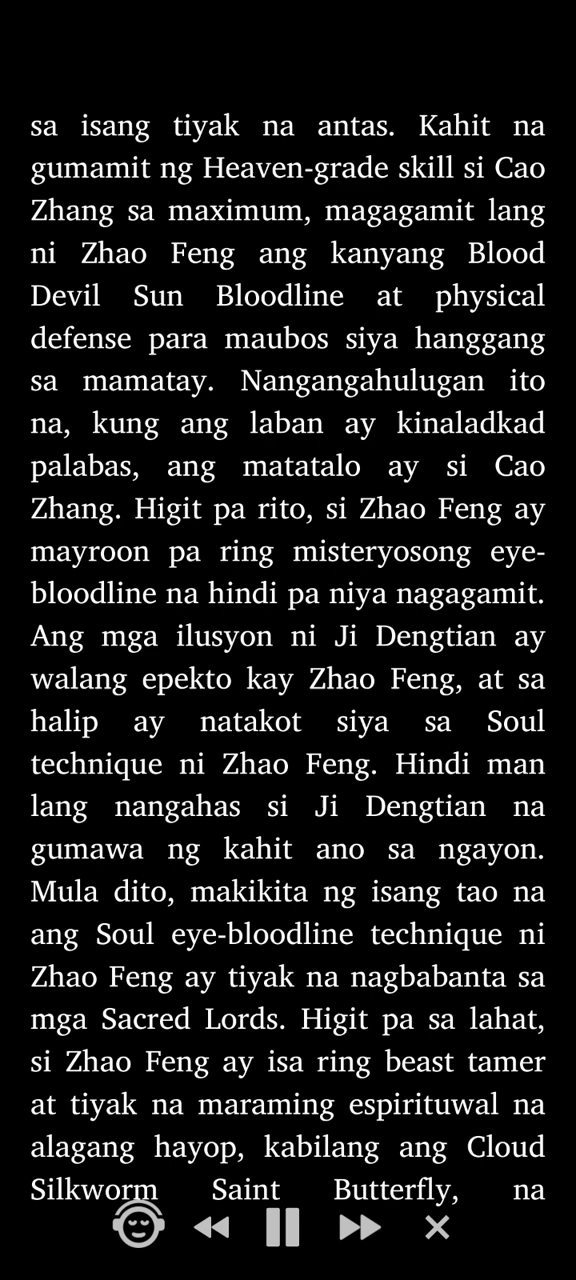 sa isang tiyak na antas. Kahit na
gumamit ng Heaven-grade skill si Cao
Zhang sa maximum, magagamit lang
ni Zhao Feng ang kanyang Blood
Devil Sun Bloodline at physical
defense para maubos siya hanggang
sa mamatay. Nangangahulugan ito
na, kung ang laban ay kinaladkad
palabas, ang matatalo ay si Cao
Zhang. Higit pa rito, si Zhao Feng ay
mayroon pa ring misteryosong eye-
bloodline na hindi pa niya nagagamit.
Ang mga ilusyon ni Ji Dengtian ay
walang epekto kay Zhao Feng, at sa
halip ay natakot siya sa Soul
technique ni Zhao Feng. Hindi man
lang nangahas si Ji Dengtian na
gumawa ng kahit ano sa ngayon.
Mula dito, makikita ng isang tao na
ang Soul eye-bloodline technique ni
Zhao Feng ay tiyak na nagbabanta sa
mga Sacred Lords. Higit pa sa lahat,
si Zhao Feng ay isa ring beast tamer
at tiyak na maraming espirituwal na
alagang hayop, kabilang ang Cloud
Silkworm Saint Butterfly, na